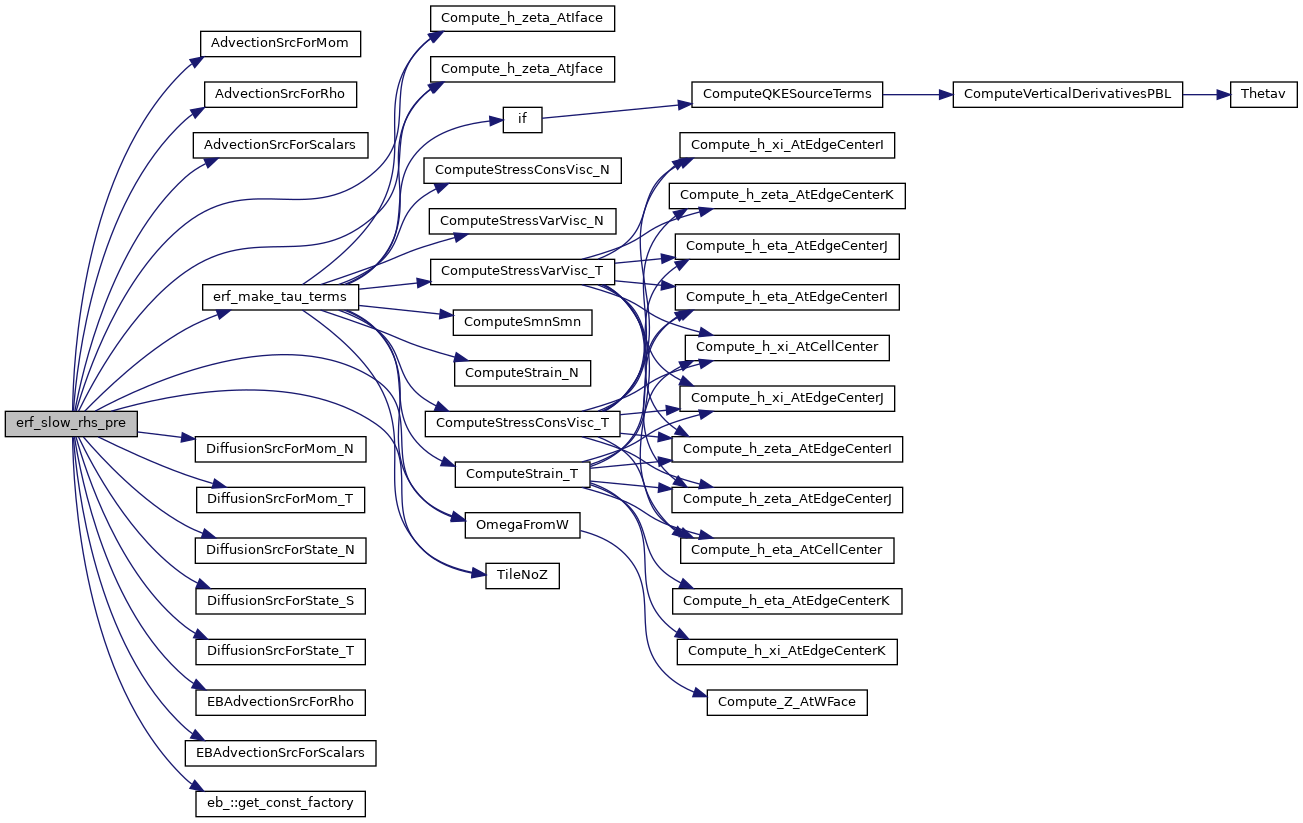 erf_slow_rhs_pre
AdvectionSrcForMom
AdvectionSrcForRho
AdvectionSrcForScalars
erf_make_tau_terms
DiffusionSrcForMom_N
DiffusionSrcForMom_T
DiffusionSrcForState_N
DiffusionSrcForState_S
DiffusionSrcForState_T
EBAdvectionSrcForRho
EBAdvectionSrcForScalars
eb_::get_const_factory
Compute_h_zeta_AtIface
Compute_h_zeta_AtJface
if
ComputeStressConsVisc_N
ComputeStressVarVisc_N
ComputeStressVarVisc_T
ComputeSmnSmn
ComputeStrain_N
ComputeStressConsVisc_T
ComputeStrain_T
OmegaFromW
TileNoZ
ComputeQKESourceTerms
Compute_h_xi_AtEdgeCenterI
Compute_h_zeta_AtEdgeCenterK
Compute_h_eta_AtEdgeCenterJ
Compute_h_eta_AtEdgeCenterI
Compute_h_xi_AtCellCenter
Compute_h_xi_AtEdgeCenterJ
Compute_h_zeta_AtEdgeCenterI
Compute_h_zeta_AtEdgeCenterJ
Compute_h_eta_AtCellCenter
Compute_h_eta_AtEdgeCenterK
Compute_h_xi_AtEdgeCenterK
Compute_Z_AtWFace
ComputeVerticalDerivativesPBL
Thetav